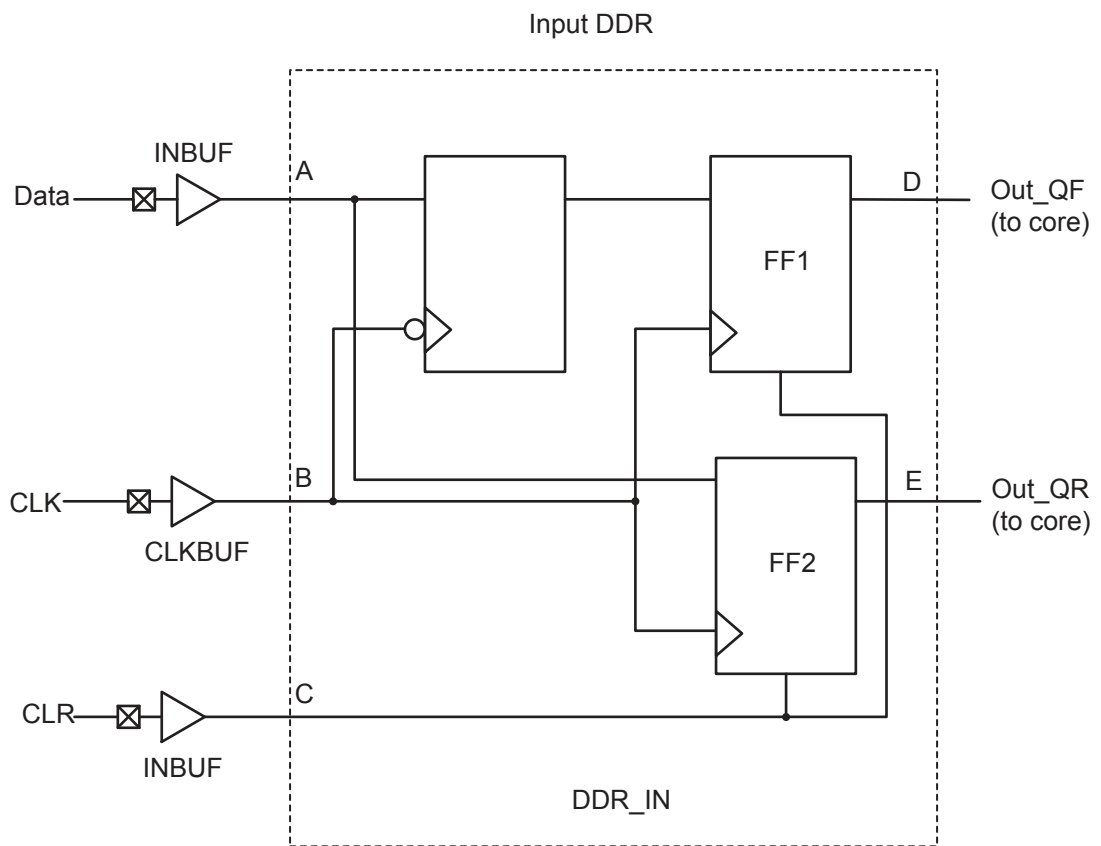 Input DDR
INBUF
A
Data
D
Out_QF
(to core)
FF1
B
CLK
E
Out_QR
(to core)
CLKBUF
FF2
C
CLR
INBUF
DDR_IN